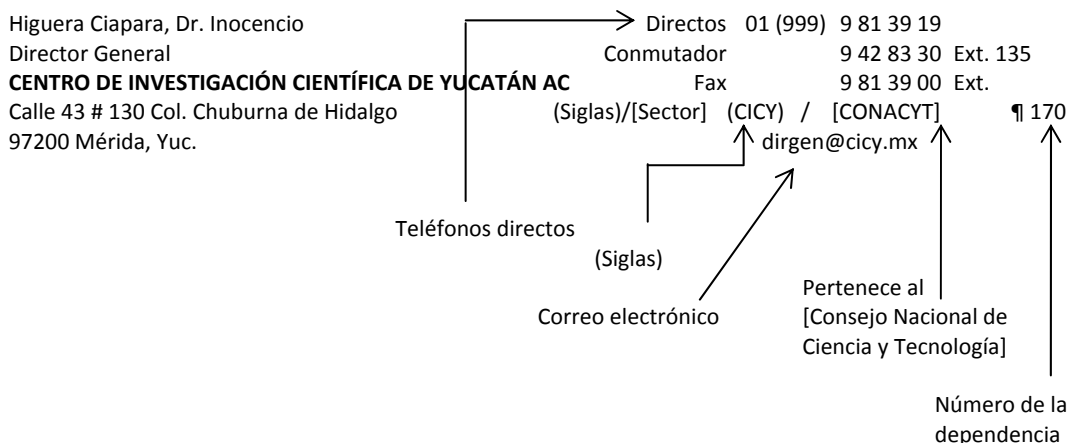 Higuera Ciapara, Dr. Inocencio Directos 01 (999) 9 81 39 19
Director General Conmutador 9 42 83 30 Ext. 135
CENTRO DE INVESTIGACIÓN CIENTÍFICA DE YUCATÁN AC Fax 9 81 39 00 Ext.
Calle 43 # 130 Col. Chuburna de Hidalgo (Siglas)/[Sector] (CICY) / [CONACYT] ¶ 170
97200 Mérida, Yuc. dirgen@cicy.mx
Teléfonos directos
(Siglas)
Correo electrónico
Pertenece al
[Consejo Nacional de
Ciencia y Tecnología]
Número de la
dependencia